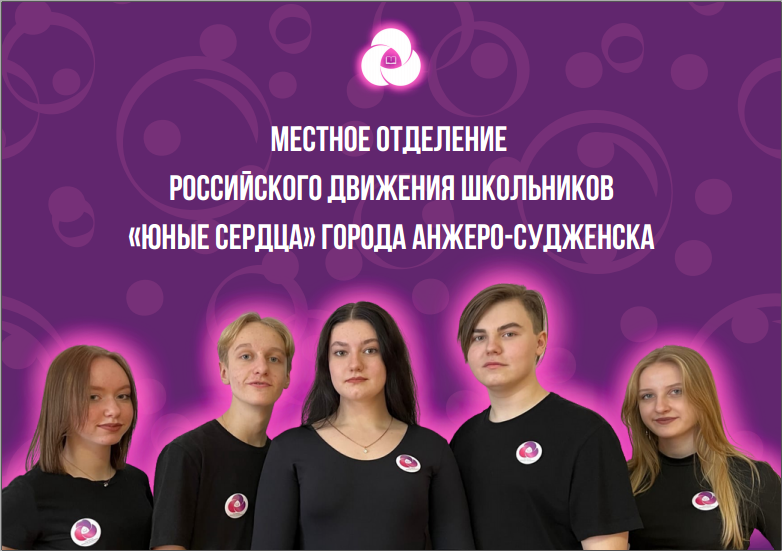 МЕСТНОЕ ОТДЕЛЕНИЕ
РОССИЙСКОГО ДВИЖЕНИЯ ШКОЛЬНИКОВ
«ЮНЫЕ СЕРДЦА» ГОРОДА АНЖЕРО-СУДЖЕНСКА